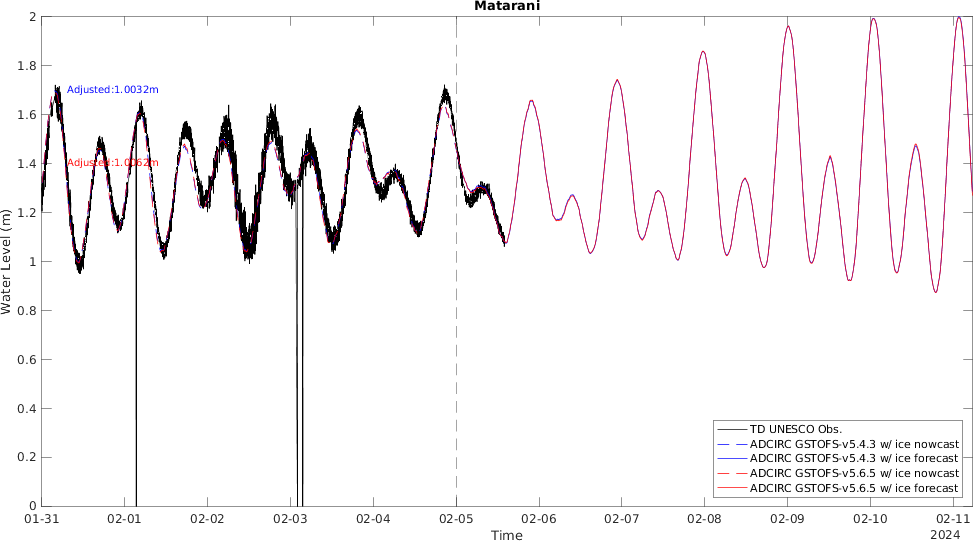 Matarani
2
1.8
1.6
1.4
1.2
1
0.8
0.6
0.4
0.2
0
Water Level (m)
Adjusted:1.0032m
Adjusted:1.0062m
TD UNESCO Obs.
ADCIRC GSTOFS-v5.4.3 w/ ice nowcast
ADCIRC GSTOFS-v5.4.3 w/ ice forecast
ADCIRC GSTOFS-v5.6.5 w/ ice nowcast
ADCIRC GSTOFS-v5.6.5 w/ ice forecast
01-31 02-01 02-02 02-03 02-04 02-05 02-06 02-07 02-08 02-09 02-10 02-11
Time
2024